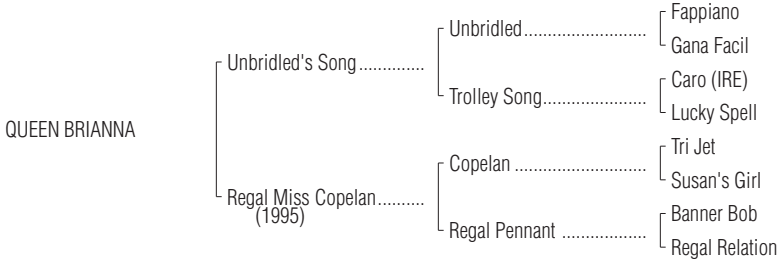 Fappiano
Unbridled..........................
Gana Facil
Unbridled's Song..............
Caro (IRE)
Trolley Song......................
Lucky Spell
QUEEN BRIANNA
Tri Jet
Copelan ............................
Susan's Girl
Regal Miss Copelan..........
(1995)
Banner Bob
Regal Pennant ..................
Regal Relation